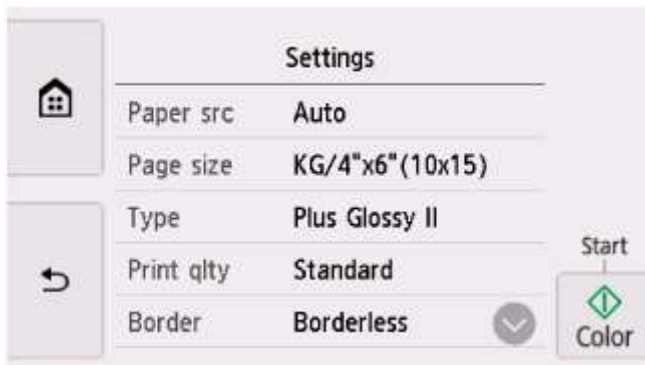 Settings
Paper src Auto
Page size KG/4"x6"(10x15)
Type Plus Glossy II
Print qlty Standard
Border Borderless
Start
Color